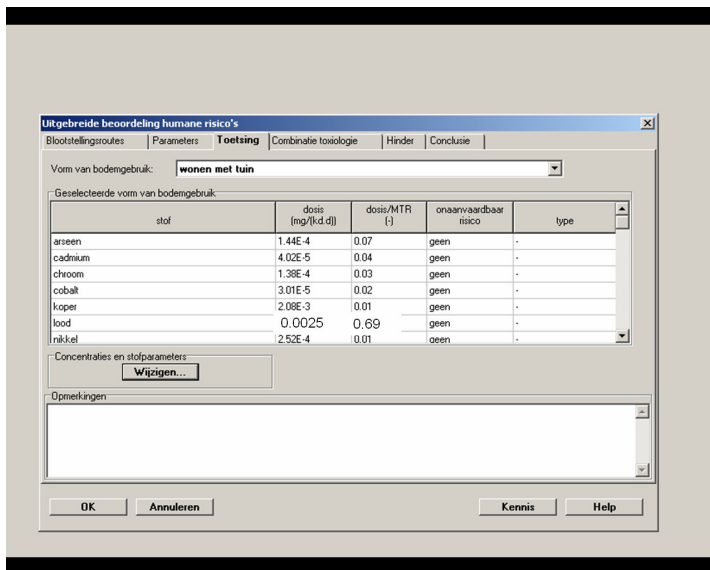 Uitgebreide beoordeling humane risico's
Blootstellingsroutes Parameters Toetsing Combinatie toxiologie Hinder Conclusie
Vorm van bodemgebruik: wonen met tuin
Geselecteerde vorm van bodemgebruik
stof dosis (mg/(kd.d)) dosis/MTR (-) onaanvaardbaar risico type
arseen 1.44E-4 0.07 geen -
cadmium 4.02E-5 0.04 geen -
chroom 1.38E-4 0.03 geen -
cobalt 3.01E-5 0.02 geen -
koper 2.08E-3 0.01 geen -
lood 0.0025 0.69 geen -
nikkel 2.52E-4 0.01 geen -
Concentraties en stofparameters
Wijzigen...
Opmerkingen
OK Annuleren Kennis Help